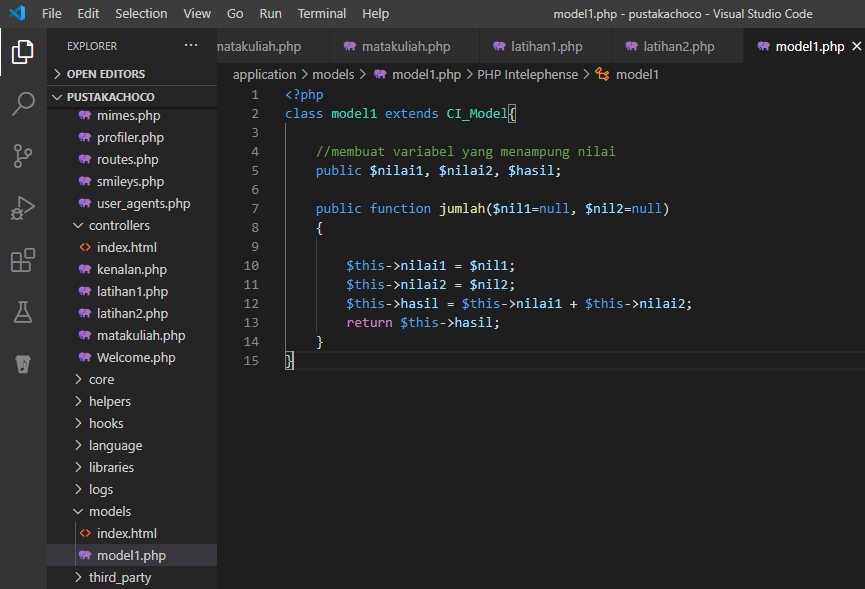 File Edit Selection View Go Run Terminal Help model1.php - pustakachoco - Visual Studio Code
EXPLORER ···
matakuliah.php matakuliah.php latihan1.php latihan2.php model1.php
OPEN EDITORS
PUSTAKACHOCO
mimes.php
profiler.php
routes.php
smileys.php
user_agents.php
controllers
index.html
kenalan.php
latihan1.php
latihan2.php
matakuliah.php
Welcome.php
core
helpers
hooks
language
libraries
logs
models
index.html
model1.php
third_party
application > models > model1.php > PHP Intelephense > model1
1 <?php
2 class model1 extends CI_Model{
3
4 //membuat variabel yang menampung nilai
5 public $nilai1, $nilai2, $hasil;
6
7 public function jumlah($nil1=null, $nil2=null)
8 {
9
10 $this->nilai1 = $nil1;
11 $this->nilai2 = $nil2;
12 $this->hasil = $this->nilai1 + $this->nilai2;
13 return $this->hasil;
14 }
15 }